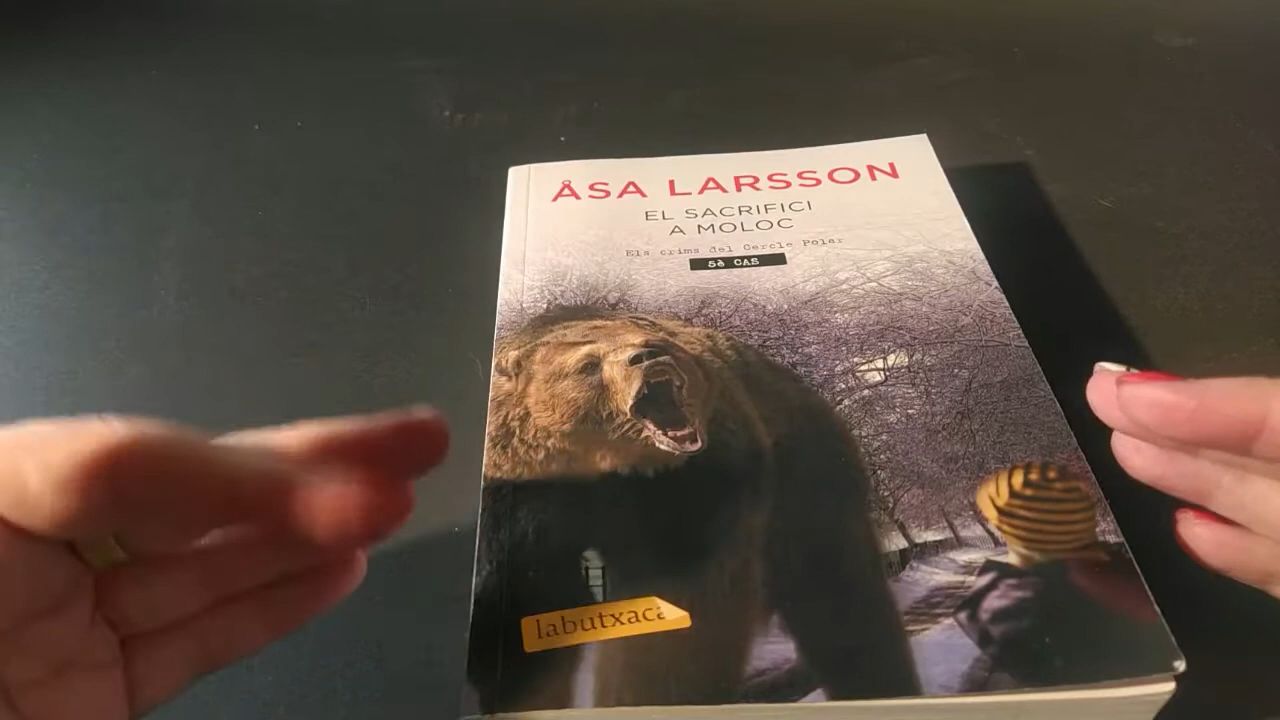 ÅSA LARSSON
EL SACRIFICI
A MOLOC
Els crims del Cercle Polar
5è CAS
labutxaca